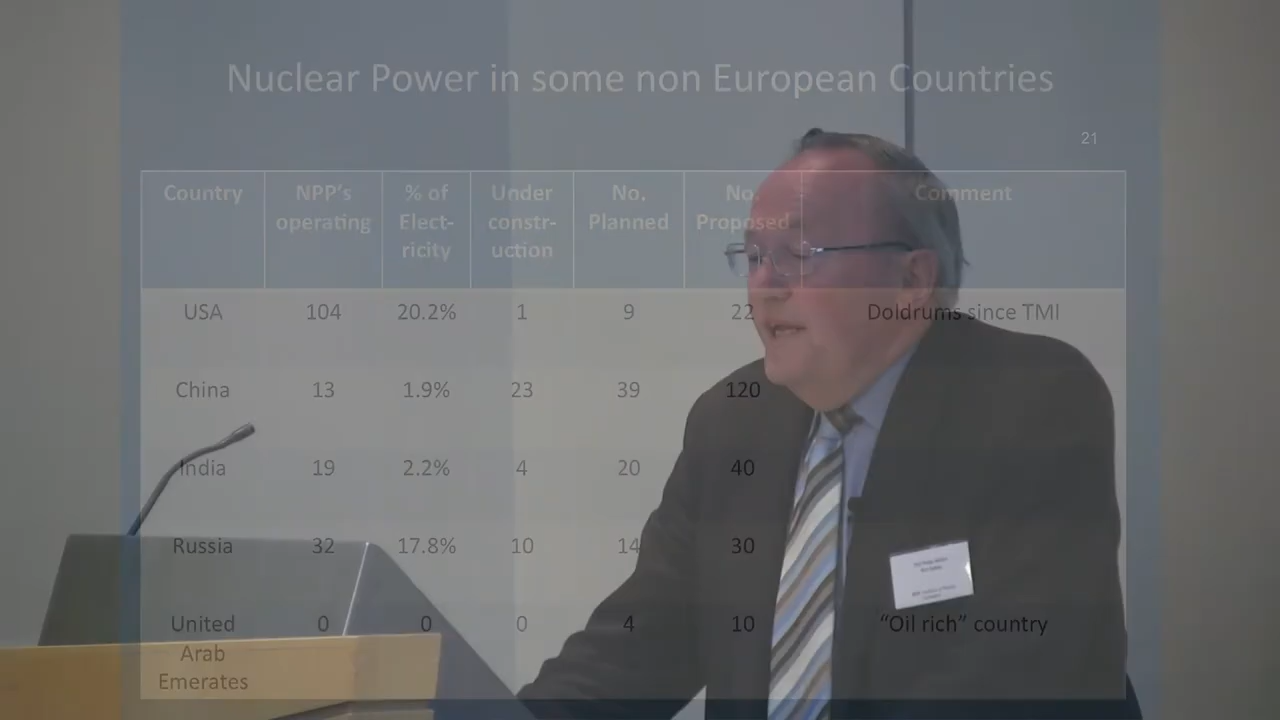 Nuclear Power in some non European Countries
21
Country NPP's operating % of Elect-ricity Under constr-uction No. Planned No. Proposed Comment
USA 104 20.2% 1 9 22 Doldrums since TMI
China 13 1.9% 23 39 120
India 19 2.2% 4 20 40
Russia 32 17.8% 10 14 30
United Arab Emerates 0 0 0 4 10 “Oil rich” country